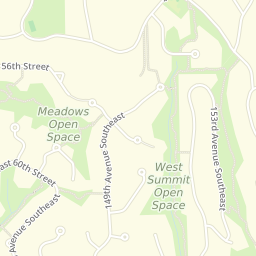 56th Street
Meadows
Open
Space
149th Avenue Southeast
153rd Avenue Southeast
West
Summit
Open
Space
60th Street
Avenue Southeast